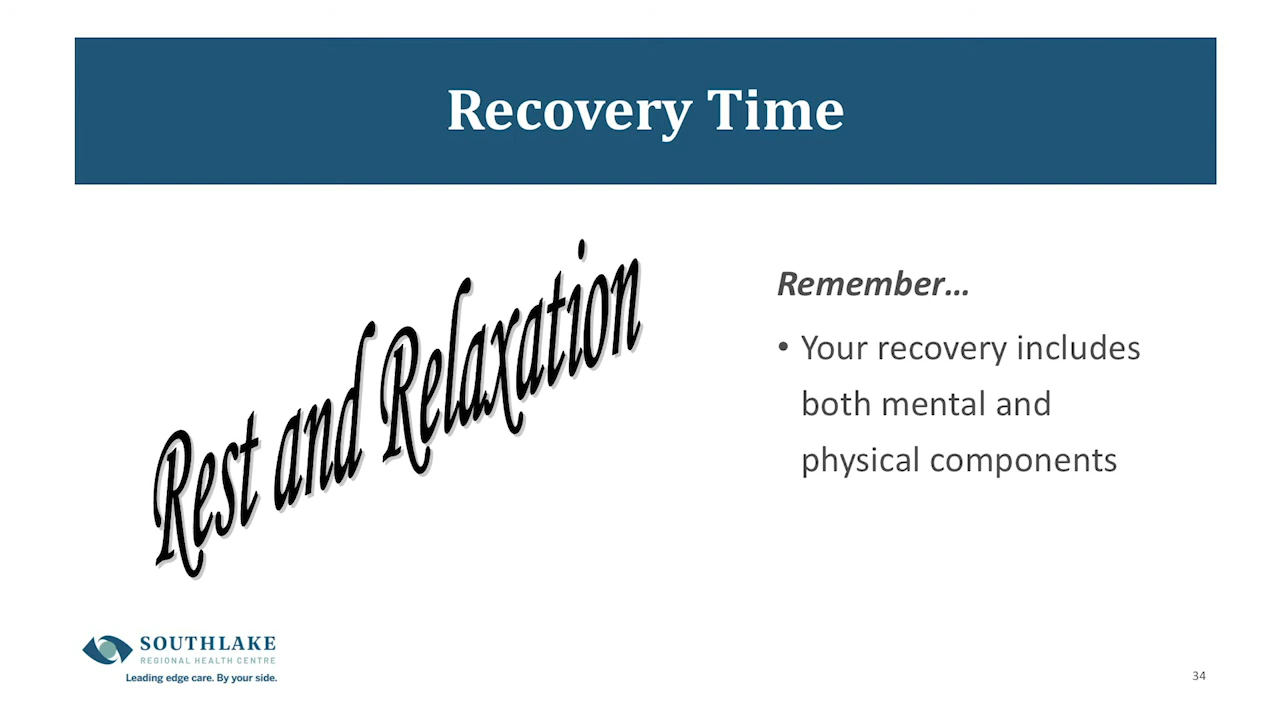 Recovery Time
Rest and Relaxation
Remember...
• Your recovery includes
both mental and
physical components
SOUTHLAKE
REGIONAL HEALTH CENTRE
Leading edge care. By your side.
34